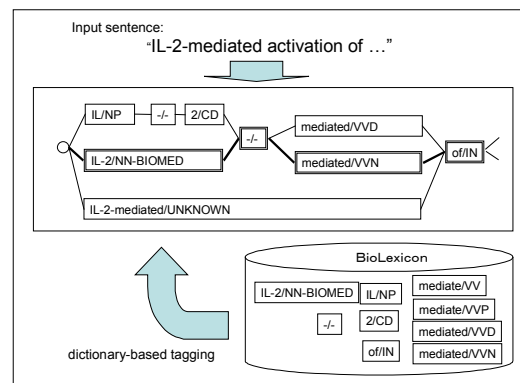 Input sentence:
"IL-2-mediated activation of …"
IL/NP -/- 2/CD
mediated/VVD
-/-
of/IN
IL-2/NN-BIOMED
mediated/VVN
IL-2-mediated/UNKNOWN
BioLexicon
IL-2/NN-BIOMED IL/NP mediate/VV
-/- 2/CD mediate/VVP
mediated/VVD
of/IN mediated/VVN
dictionary-based tagging